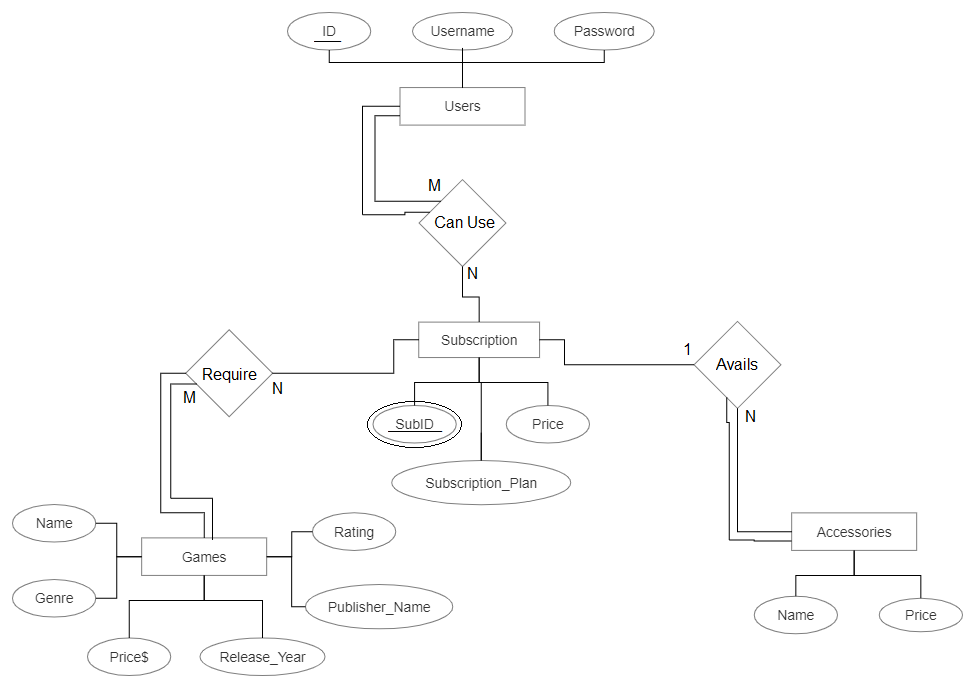 ID
Username
Password
Users
M
Can Use
N
Subscription
1
Avails
Require
M
N
N
SubID
Price
Subscription_Plan
Name
Rating
Accessories
Games
Genre
Publisher_Name
Name
Price
Price$
Release_Year